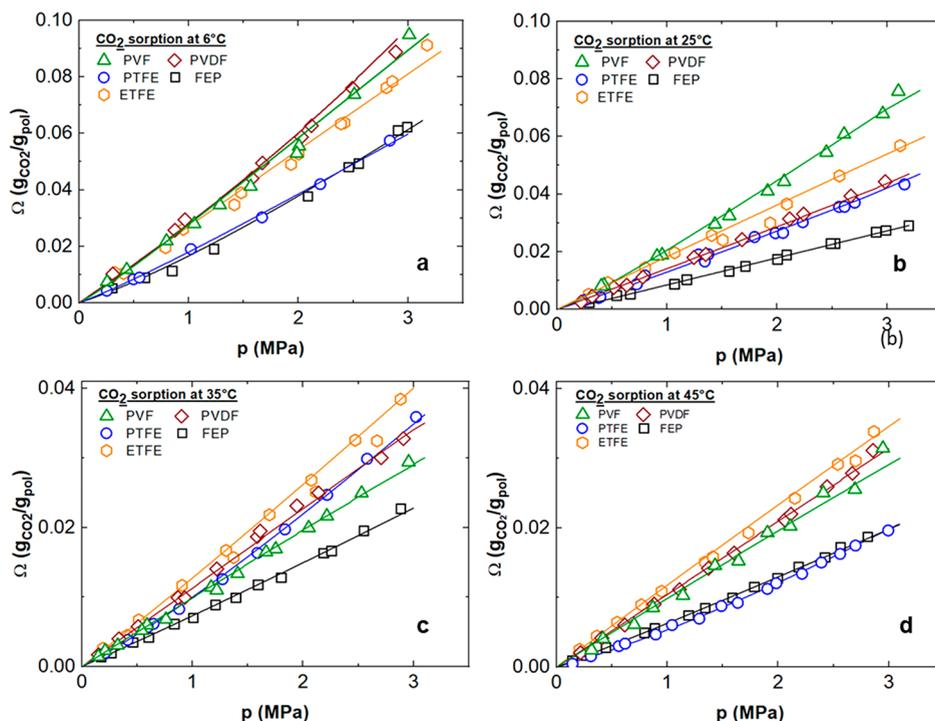 CO2 sorption at 6°C
PVF PVDF
PTFE FEP
ETFE
0.10
0.08
0.06
0.04
0.02
0.00
Ω (gCO2/gpol)
0 1 2 3
p (MPa)
a
CO2 sorption at 25°C
PVF PVDF
PTFE FEP
ETFE
0.10
0.08
0.06
0.04
0.02
0.00
Ω (gCO2/gpol)
0 1 2 3
p (MPa)
b
(b)
CO2 sorption at 35°C
PVF PVDF
PTFE FEP
ETFE
0.04
0.02
0.00
Ω (gCO2/gpol)
0 1 2 3
p (MPa)
c
CO2 sorption at 45°C
PVF PVDF
PTFE FEP
ETFE
0.04
0.02
0.00
Ω (gCO2/gpol)
0 1 2 3
p (MPa)
d